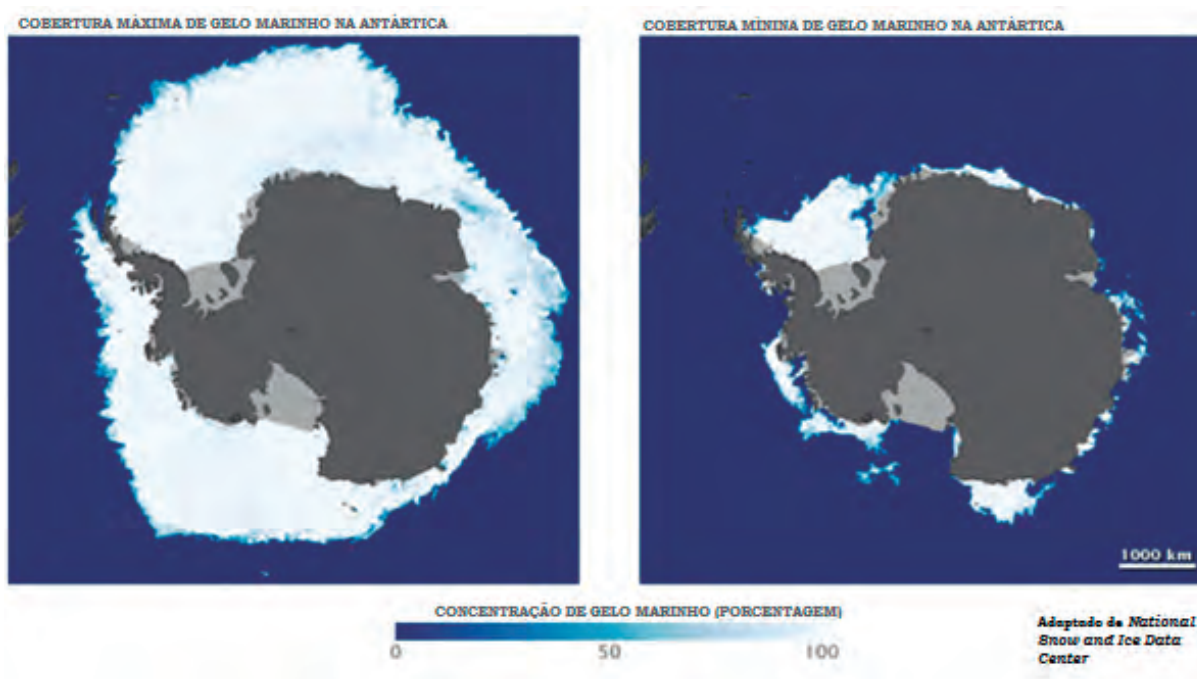 COBERTURA MÁXIMA DE GELO MARINHO NA ANTÁRTICA
COBERTURA MÌNINA DE GELO MARINHO NA ANTÁRTICA
1000 km
CONCENTRAÇÃO DE GELO MARINHO (PORCENTAGEM)
0 50 100
Adaptado de National
Snow and Ice Data
Center